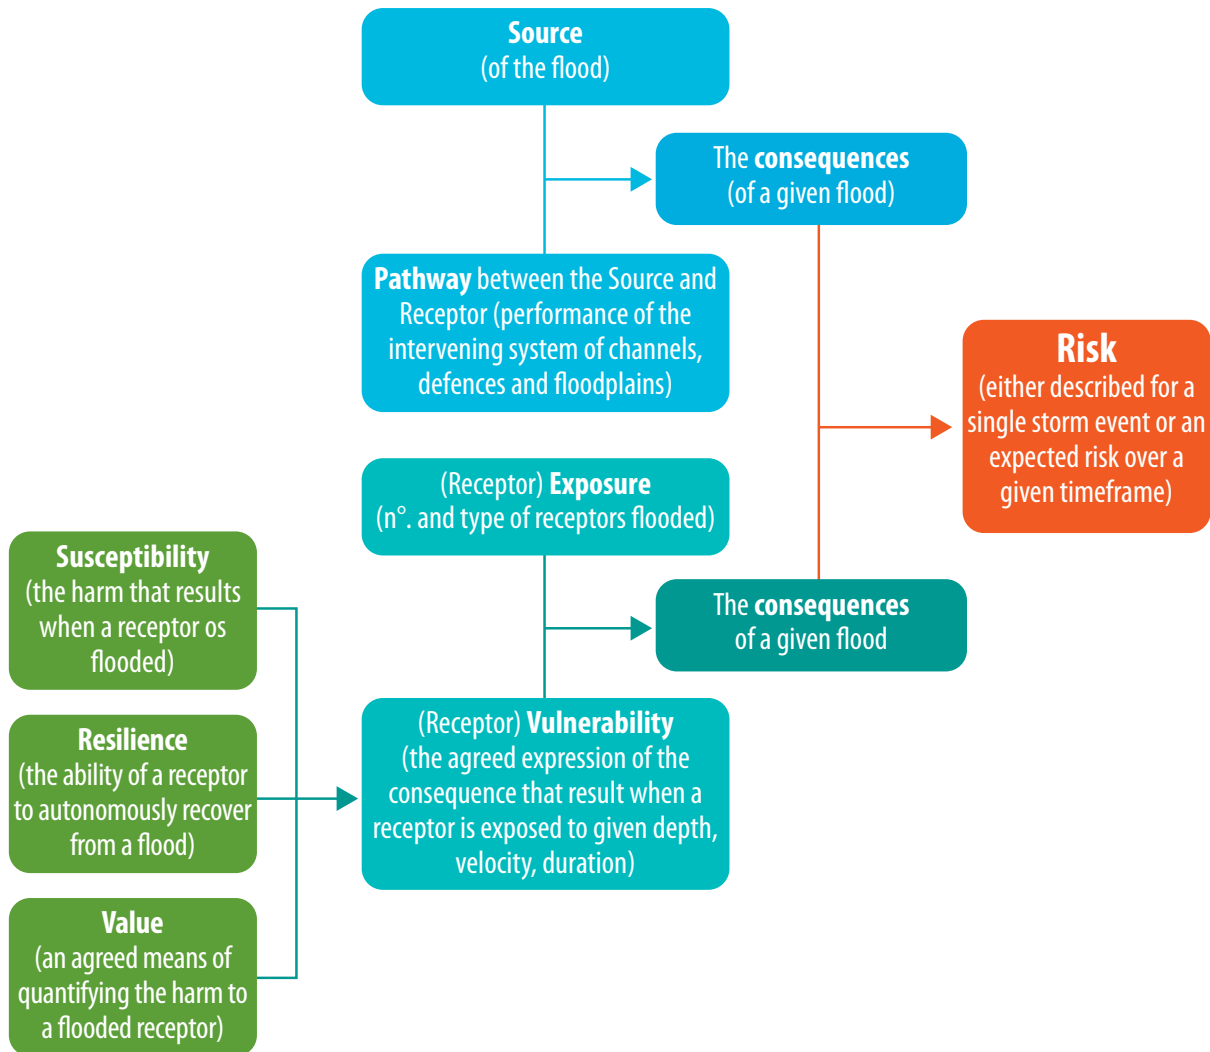 Source
(of the flood)
The consequences
(of a given flood)
Pathway between the Source and
Receptor (performance of the
intervening system of channels,
defences and floodplains)
Risk
(either described for a
single storm event or an
expected risk over a
given timeframe)
(Receptor) Exposure
(n°. and type of receptors flooded)
Susceptibility
(the harm that results
when a receptor os
flooded)
The consequences
of a given flood
(Receptor) Vulnerability
(the agreed expression of the
consequence that result when a
receptor is exposed to given depth,
velocity, duration)
Resilience
(the ability of a receptor
to autonomously recover
from a flood)
Value
(an agreed means of
quantifying the harm to
a flooded receptor)